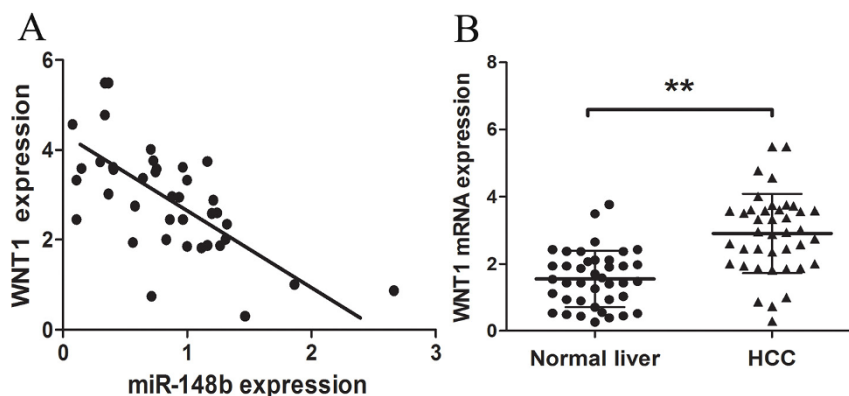 A
WNT1 expression
6
4
2
0
0 1 2 3
miR-148b expression
B
WNT1 mRNA expression
8
6
4
2
0
**
Normal liver HCC